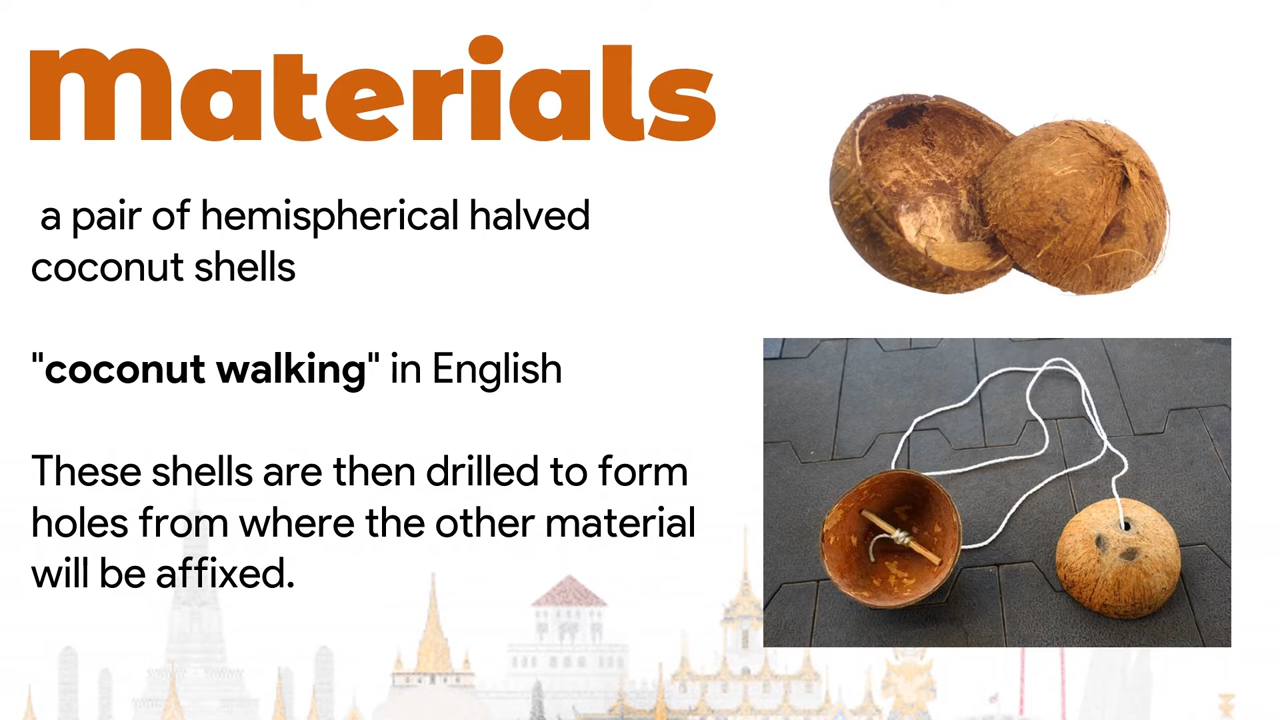 Materials
a pair of hemispherical halved
coconut shells
"coconut walking" in English
These shells are then drilled to form
holes from where the other material
will be affixed.